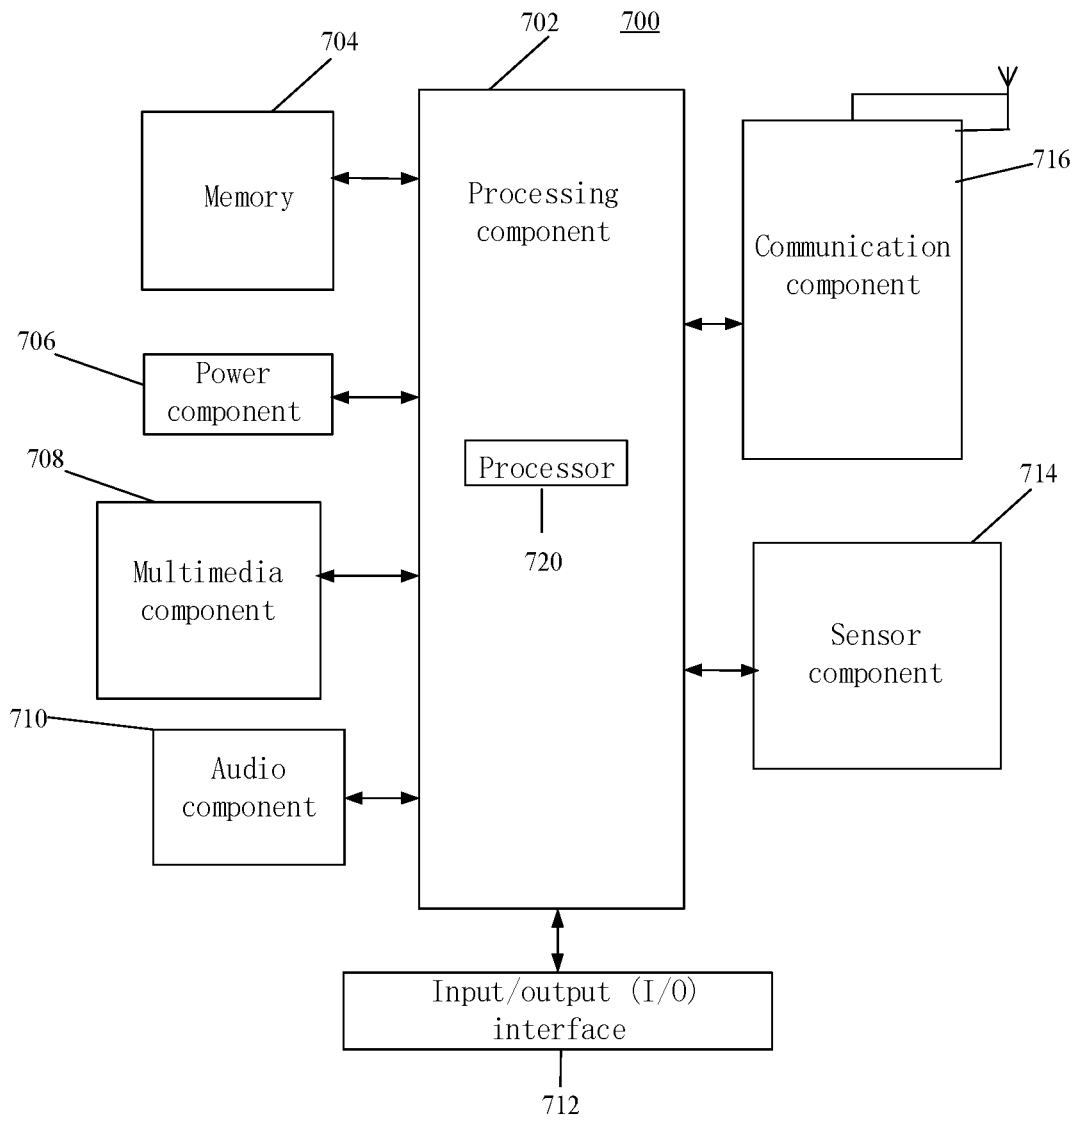 702
700
704
Memory
Processing
component
716
Communication
component
706
Power
component
708
Processor
720
714
Multimedia
component
Sensor
component
710
Audio
component
Input/output (I/O)
interface
712